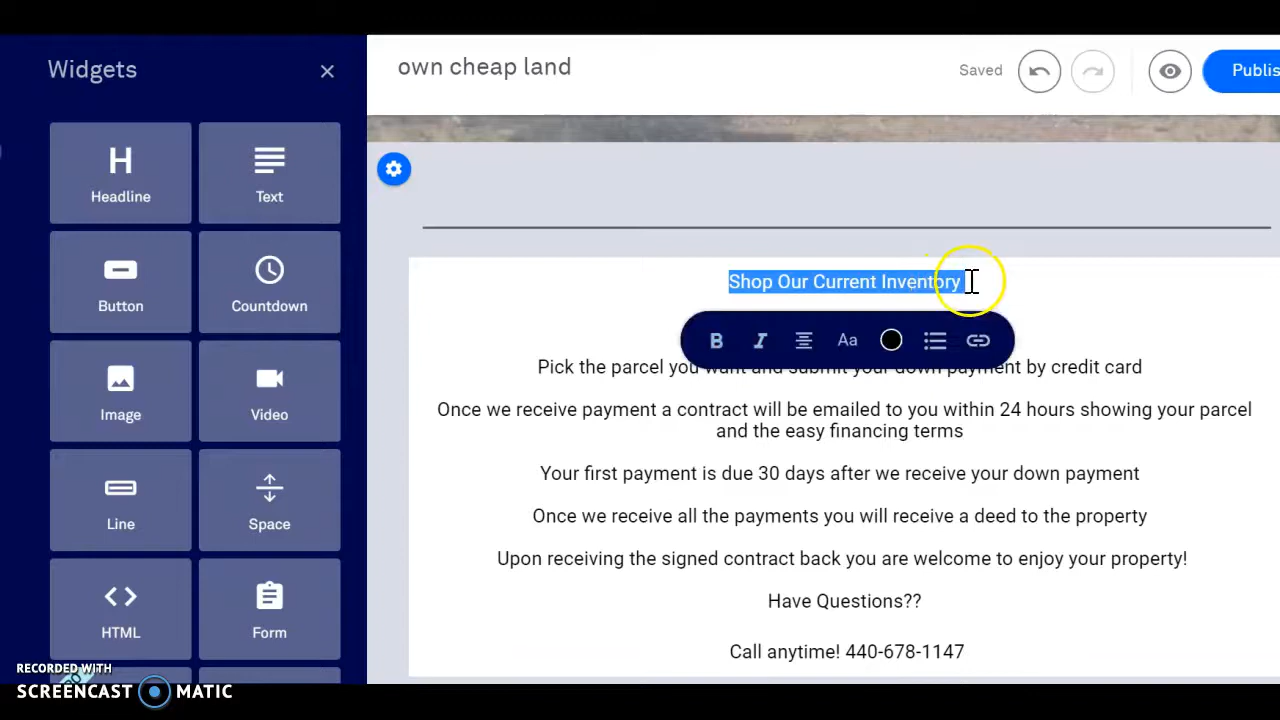 Widgets
own cheap land
Saved
Publis
H
Headline
Text
Shop Our Current Inventory
Button
Countdown
B I Aa
Pick the parcel you want and submit your down payment by credit card
Once we receive payment a contract will be emailed to you within 24 hours showing your parcel
and the easy financing terms
Image
Video
Your first payment is due 30 days after we receive your down payment
Line
Space
Once we receive all the payments you will receive a deed to the property
Upon receiving the signed contract back you are welcome to enjoy your property!
Have Questions??
HTML
Form
Call anytime! 440-678-1147
RECORDED WITH
SCREENCAST MATIC